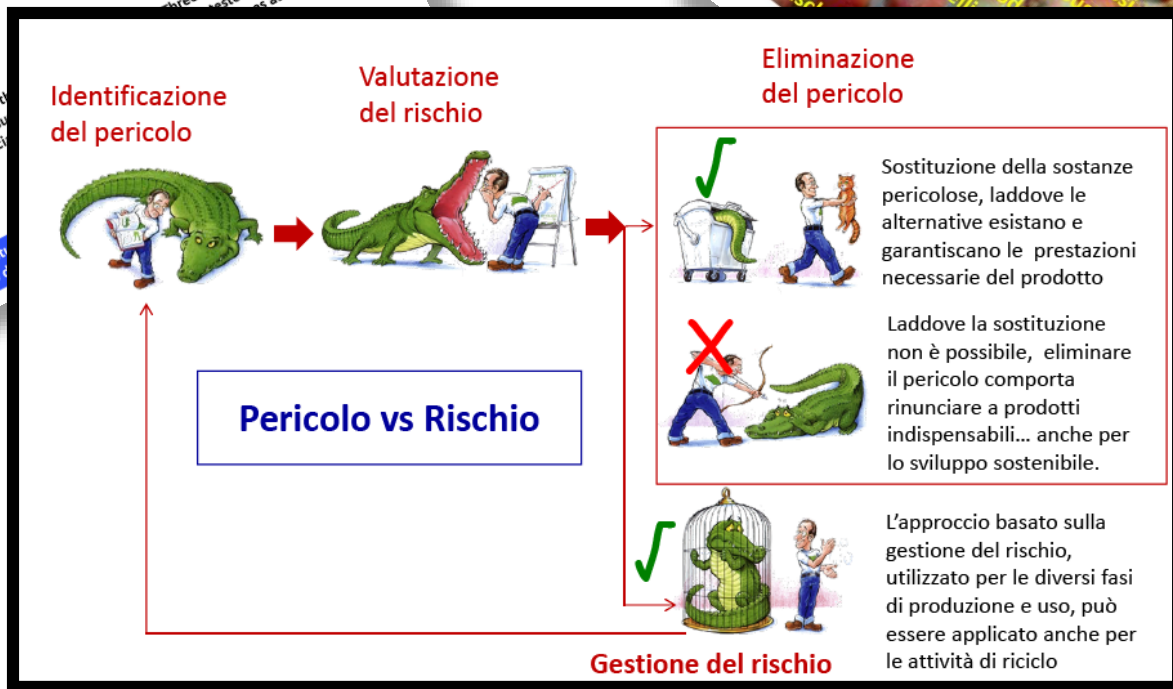 Identificazione
del pericolo
Valutazione
del rischio
Eliminazione
del pericolo
Sostituzione della sostanze
pericolose, laddove le
alternative esistano e
garantiscano le prestazioni
necessarie del prodotto
Laddove la sostituzione
non è possibile, eliminare
il pericolo comporta
rinunciare a prodotti
indispensabili... anche per
lo sviluppo sostenibile.
Pericolo vs Rischio
L'approccio basato sulla
gestione del rischio,
utilizzato per le diversi fasi
di produzione e uso, può
essere applicato anche per
le attività di riciclo
Gestione del rischio